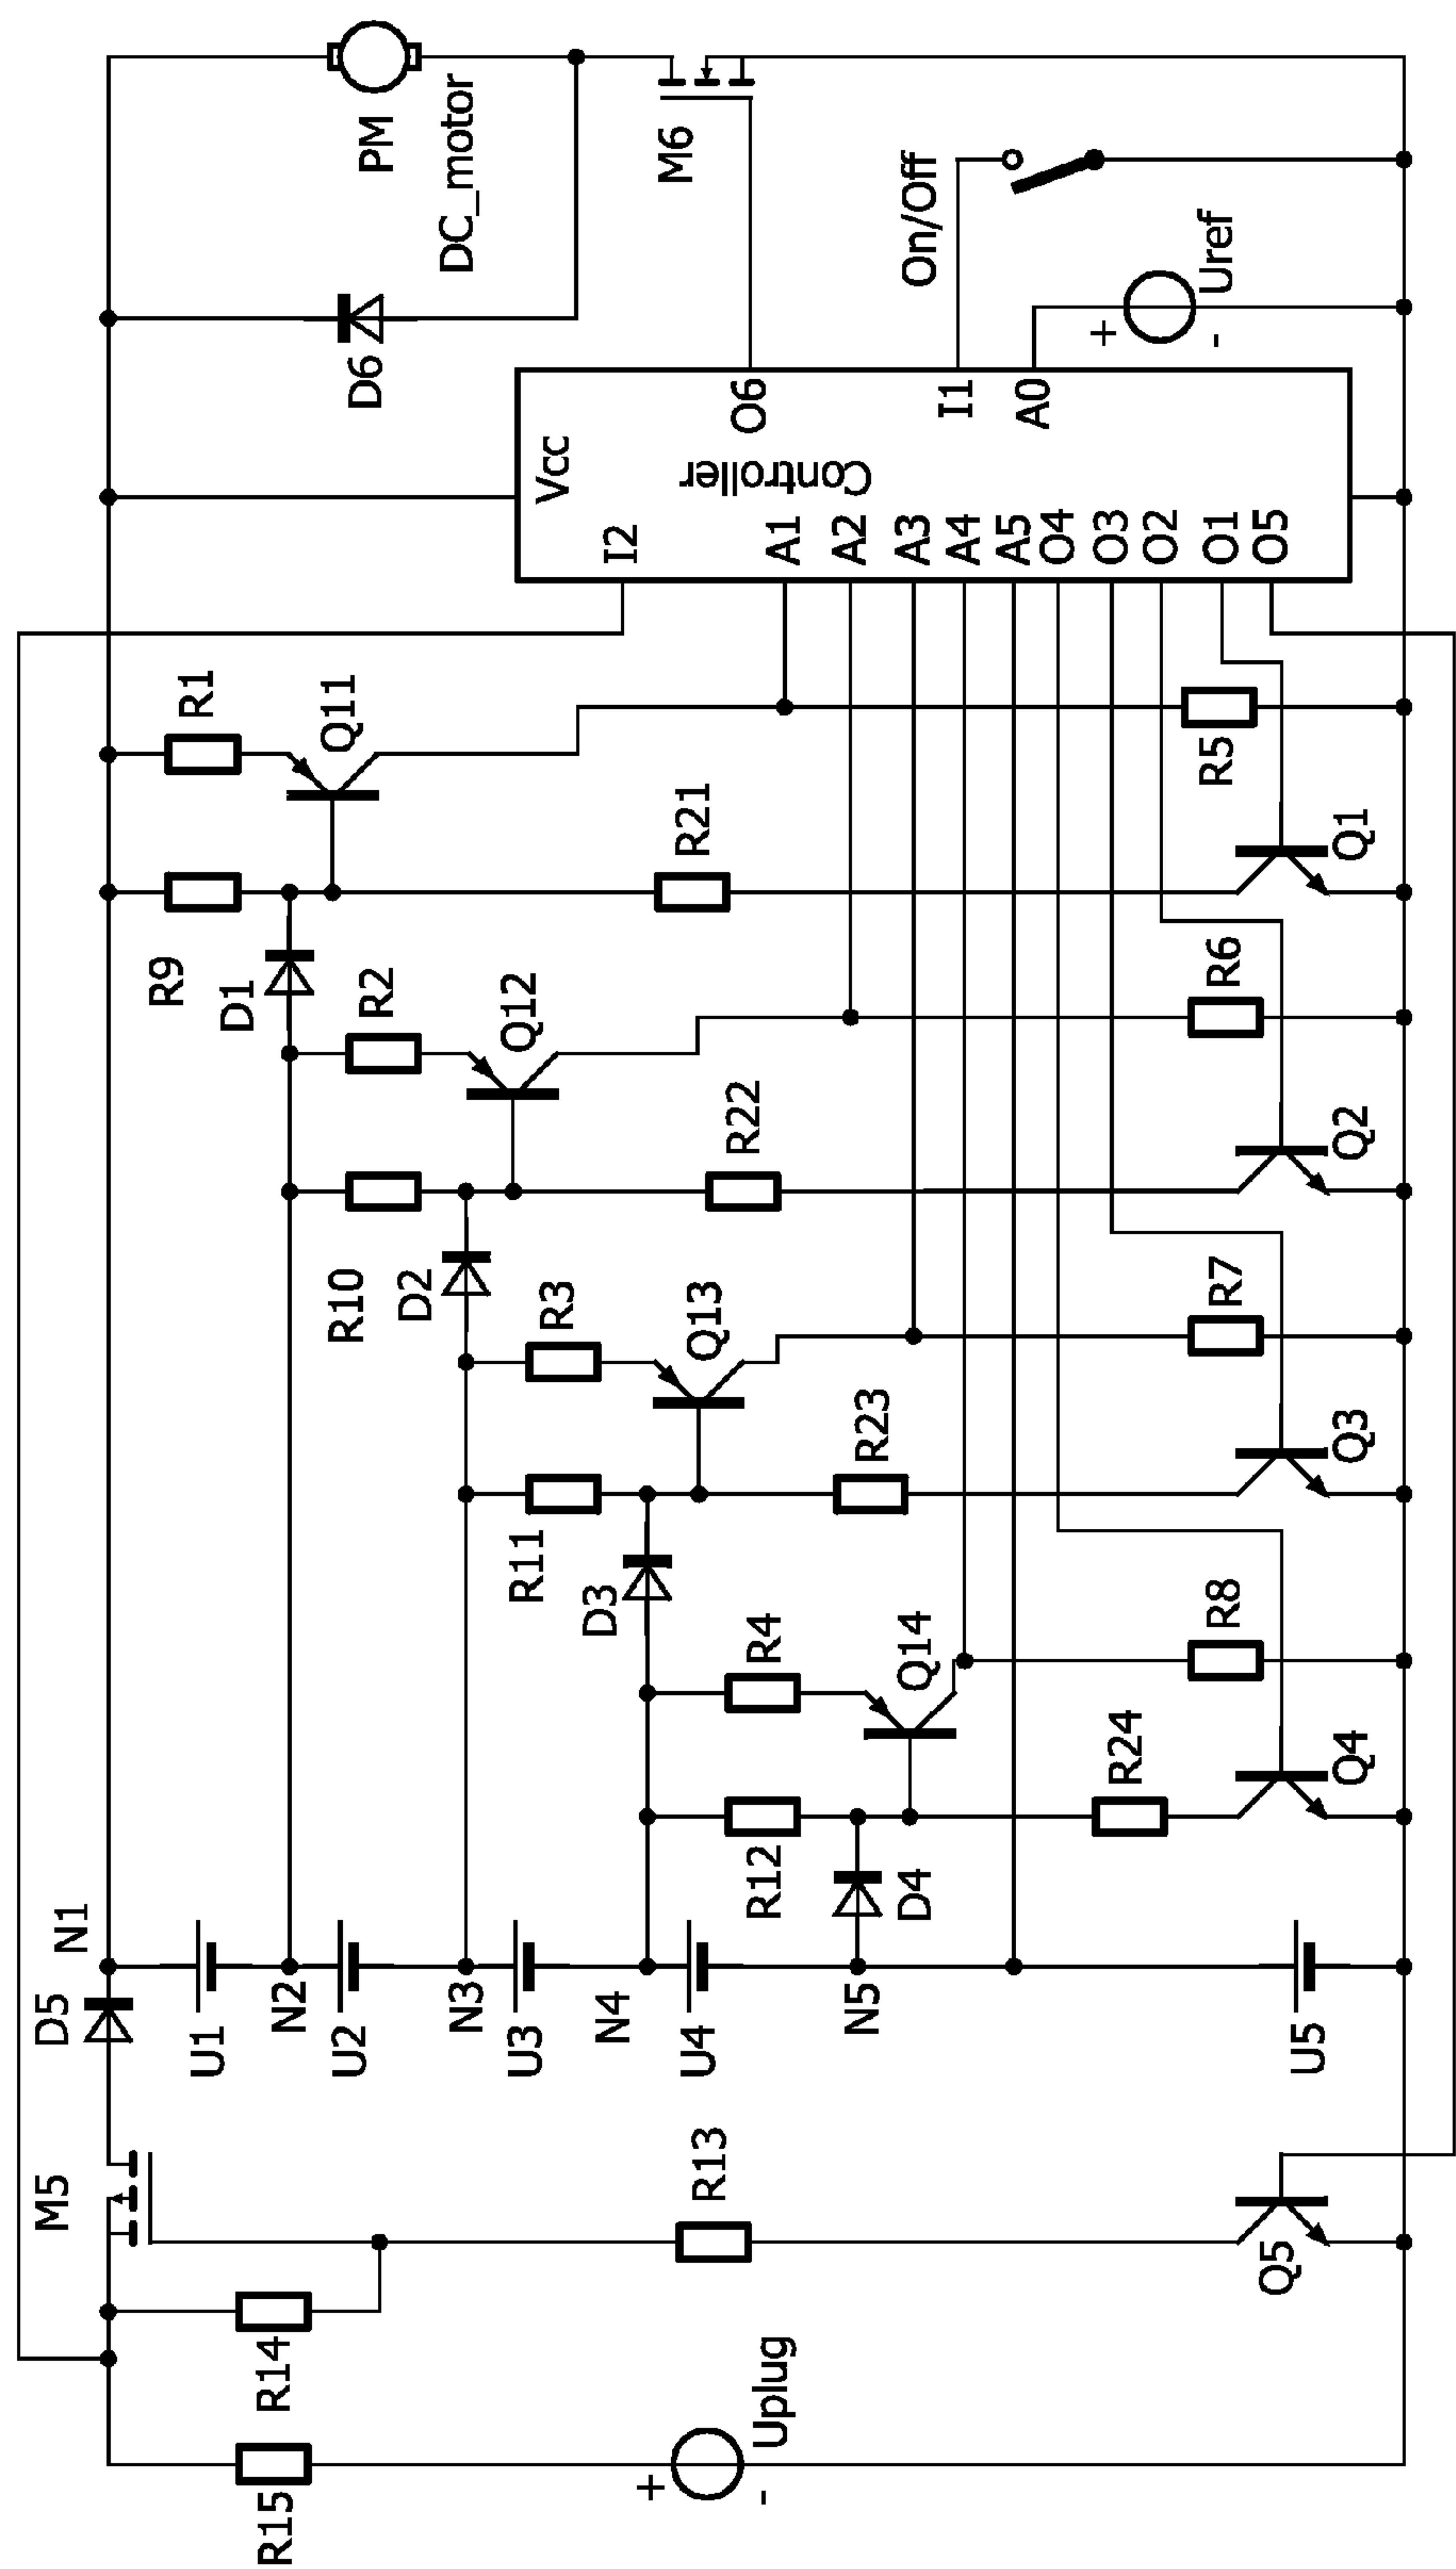 PM
DC_motor
M6
On/Off
Uref
+
-
D6
Vcc
Controller
O6
I1
A0
I2
A1
A2
A3
A4
A5
O4
O3
O2
O1
O5
R1
Q11
R5
R21
Q1
R9
D1
R2
Q12
R6
R22
Q2
R10
D2
R3
Q13
R7
R23
Q3
R11
D3
R4
Q14
R8
R24
Q4
R12
D4
N1
N2
N3
N4
N5
D5
U1
U2
U3
U4
U5
M5
R13
Q5
R14
Uplug
+
-
R15